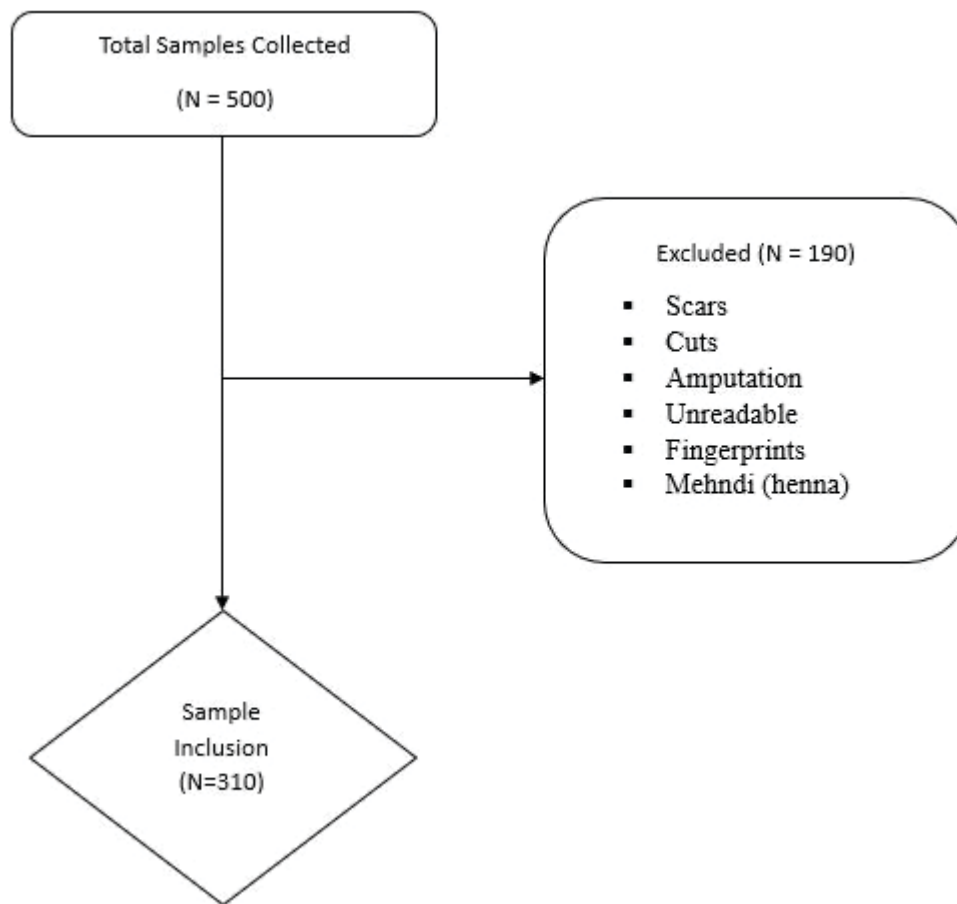 Total Samples Collected
(N = 500)
Excluded (N = 190)
▪ Scars
▪ Cuts
▪ Amputation
▪ Unreadable
▪ Fingerprints
▪ Mehndi (henna)
Sample
Inclusion
(N=310)